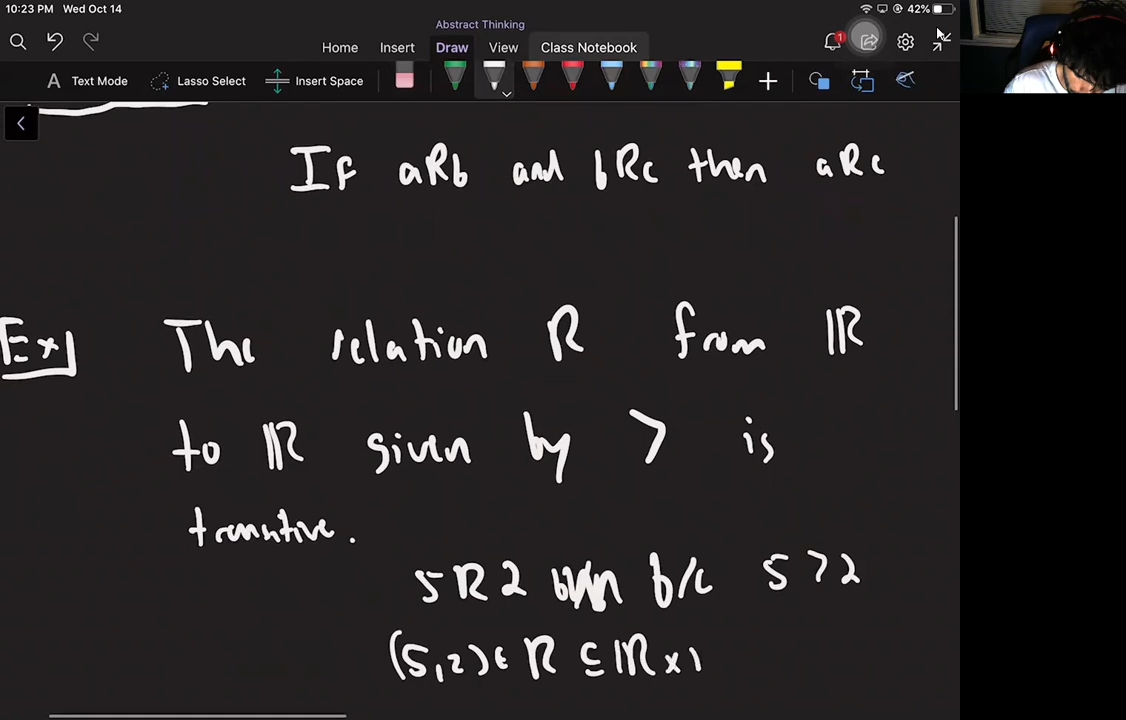 10:23 PM Wed Oct 14
42%
Abstract Thinking
Home Insert Draw View Class Notebook
1
Text Mode Lasso Select Insert Space
If aRb and bRc then aRc
Ex] The relation R from ℝ
to ℝ given by > is
transitive.
5R2 b/c 5 > 2
(5,2) ∈ R ⊆ ℝ x